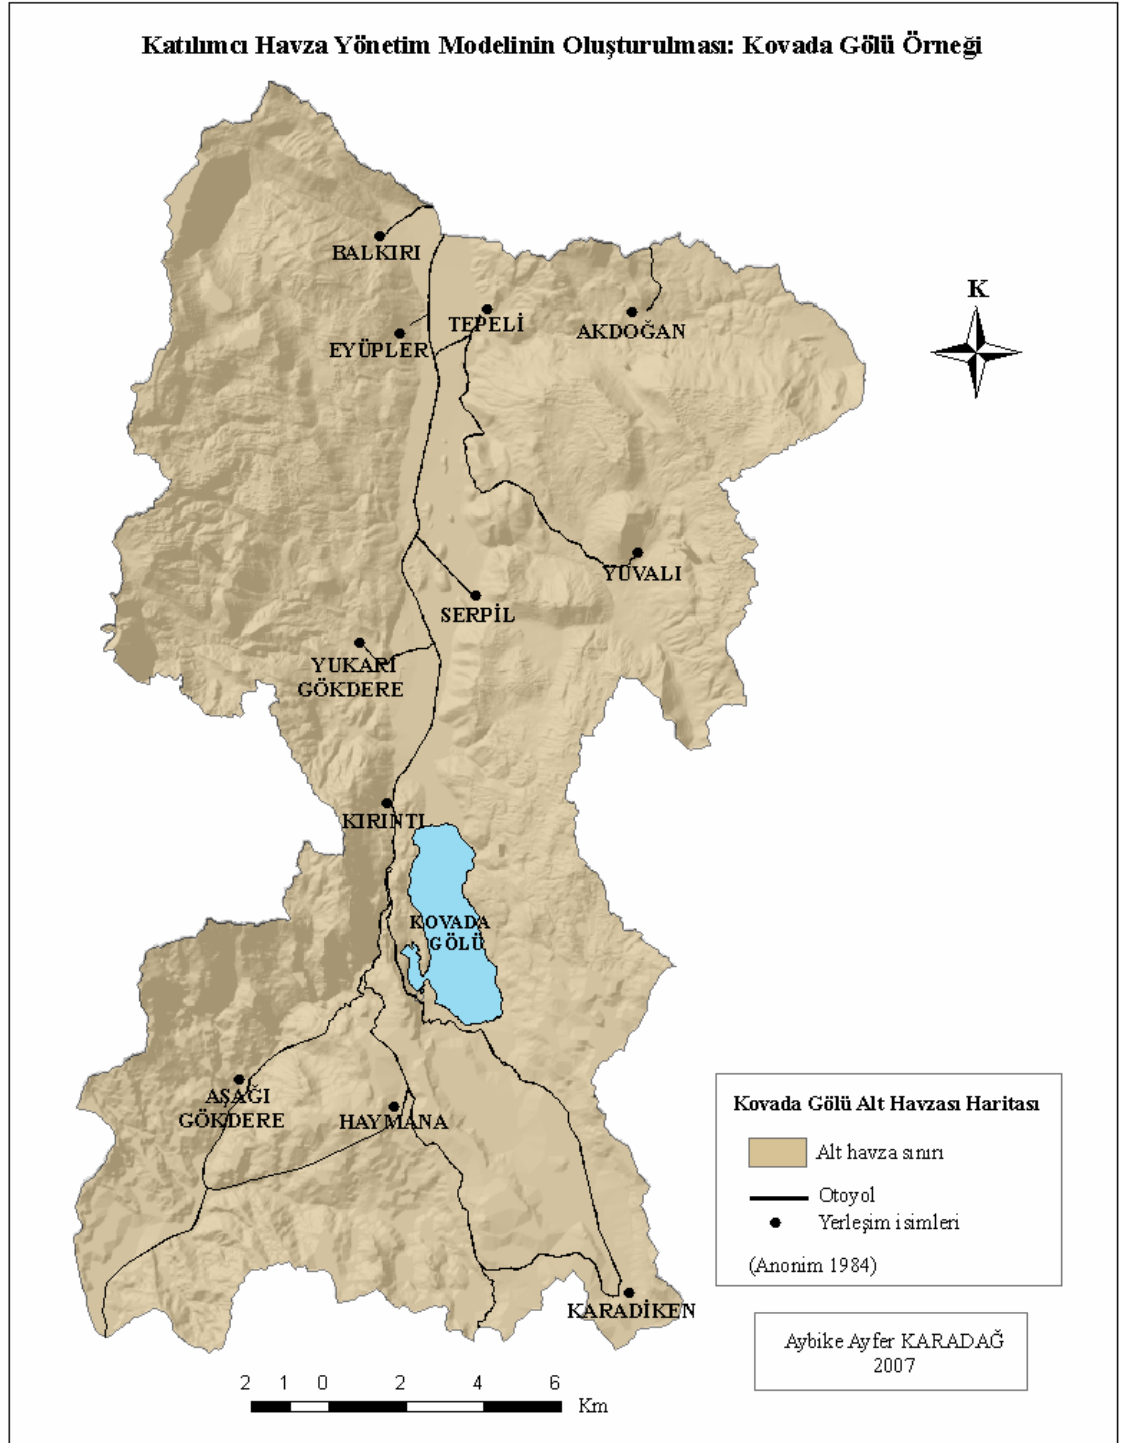 Katılımcı Havza Yönetim Modelinin Oluşturulması: Kovada Gölü Örneği
BALKIRI
K
TEPELİ
AKDOĞAN
EYÜPLER
YUVALI
SERPİL
YUKARI
GÖKDERE
KIRINTI
KOVADA
GÖLÜ
AŞAĞI
GÖKDERE
HAYMANA
KARADİKEN
Kovada Gölü Alt Havzası Haritası
Alt havza sınırı
Otoyol
Yerleşim isimleri
(Anonim 1984)
Aybike Ayfer KARADAĞ
2007
2 1 0 2 4 6
Km